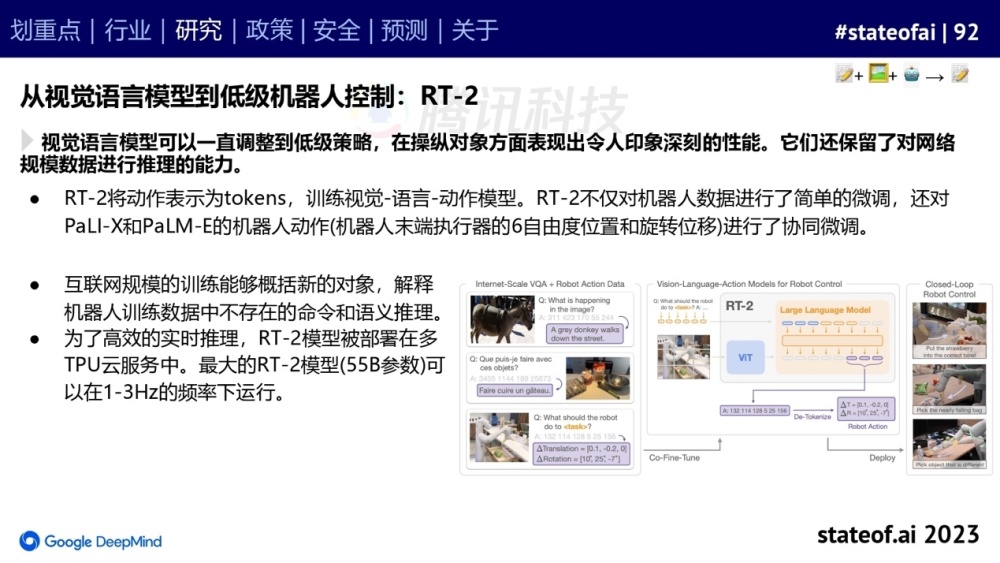 划重点 | 行业 | 研究 | 政策 | 安全 | 预测 | 关于
#stateofai | 92
从视觉语言模型到低级机器人控制：RT-2
腾讯科技
视觉语言模型可以一直调整到低级策略，在操纵对象方面表现出令人印象深刻的性能。它们还保留了对网络
规模数据进行推理的能力。
● RT-2将动作表示为tokens，训练视觉-语言-动作模型。RT-2不仅对机器人数据进行了简单的微调，还对
PaLI-X和PaLM-E的机器人动作(机器人末端执行器的6自由度位置和旋转位移)进行了协同微调。
● 互联网规模的训练能够概括新的对象，解释
机器人训练数据中不存在的命令和语义推理。
● 为了高效的实时推理，RT-2模型被部署在多
TPU云服务中。最大的RT-2模型(55B参数)可
以在1-3Hz的频率下运行。
Internet-Scale VQA + Robot Action Data
Q: What is happening
in the image?
A: 311 423 170 55 244
A grey donkey walks
down the street.
Q: Que puis-je faire avec
ces objets?
A: 3455 1144 189 25673
Faire cuire un gâteau.
Q: What should the robot
do to <task>?
A: 132 114 128 5 25 156
ΔTranslation = [0.1, -0.2, 0]
ΔRotation = [10°, 25°, -7°]
Co-Fine-Tune
Vision-Language-Action Models for Robot Control
Q: What should the robot
do to <task>? A: ...
RT-2
Large Language Model
ViT
A: 132 114 128 5 25 156
De-Tokenize
ΔT = [0.1, -0.2, 0]
ΔR = [10°, 25°, -7°]
Robot Action
Deploy
Closed-Loop
Robot Control
Put the strawberry
into the correct bowl
Pick the nearly falling bag
Pick object that is different
Google DeepMind
stateof.ai 2023